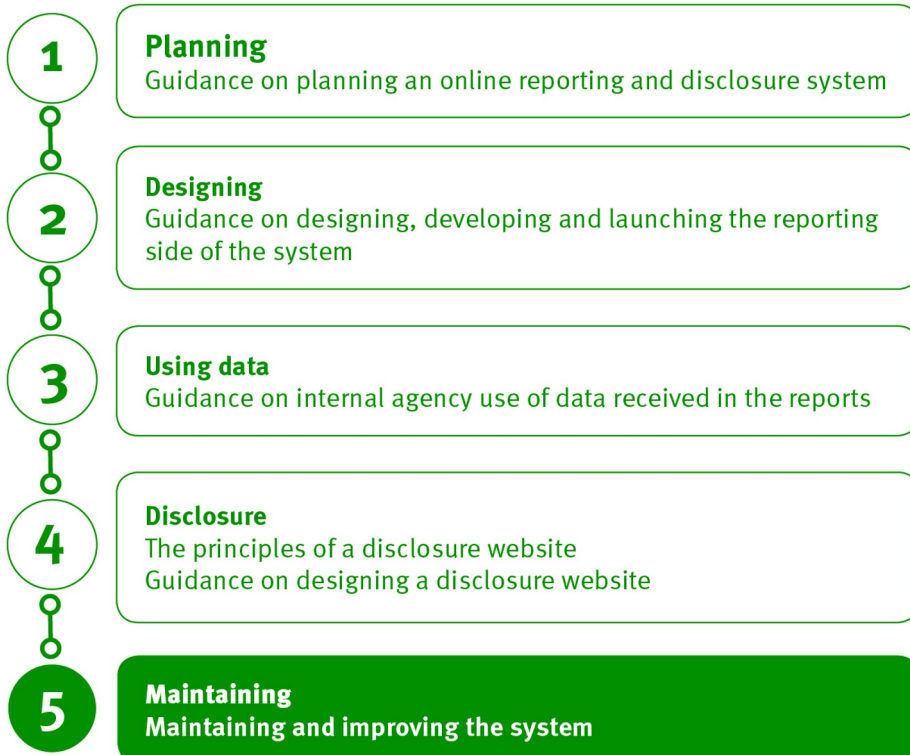 1
Planning
Guidance on planning an online reporting and disclosure system
2
Designing
Guidance on designing, developing and launching the reporting
side of the system
3
Using data
Guidance on internal agency use of data received in the reports
4
Disclosure
The principles of a disclosure website
Guidance on designing a disclosure website
5
Maintaining
Maintaining and improving the system